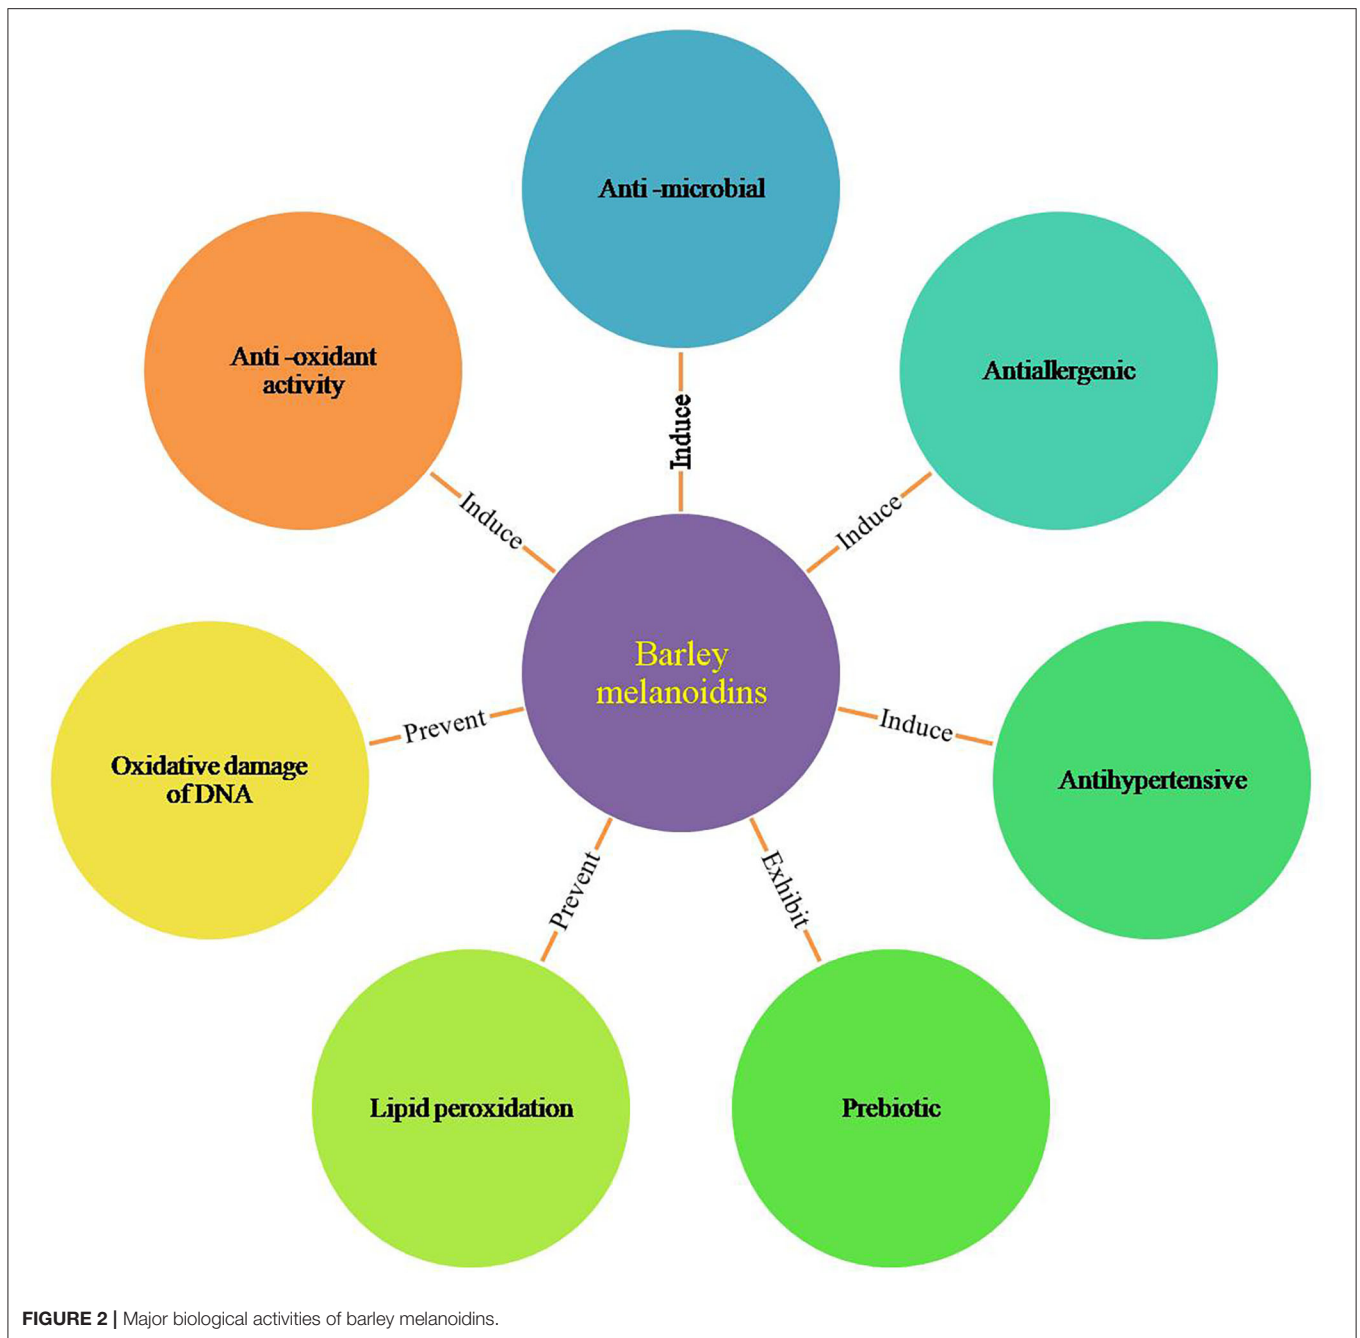 Anti -microbial
Anti -oxidant
activity
Antiallergenic
Induce
Induce
Induce
Barley
melanoidins
Prevent
Induce
Oxidative damage
of DNA
Antihypertensive
Prevent
Exhibit
Lipid peroxidation
Prebiotic
FIGURE 2 | Major biological activities of barley melanoidins.